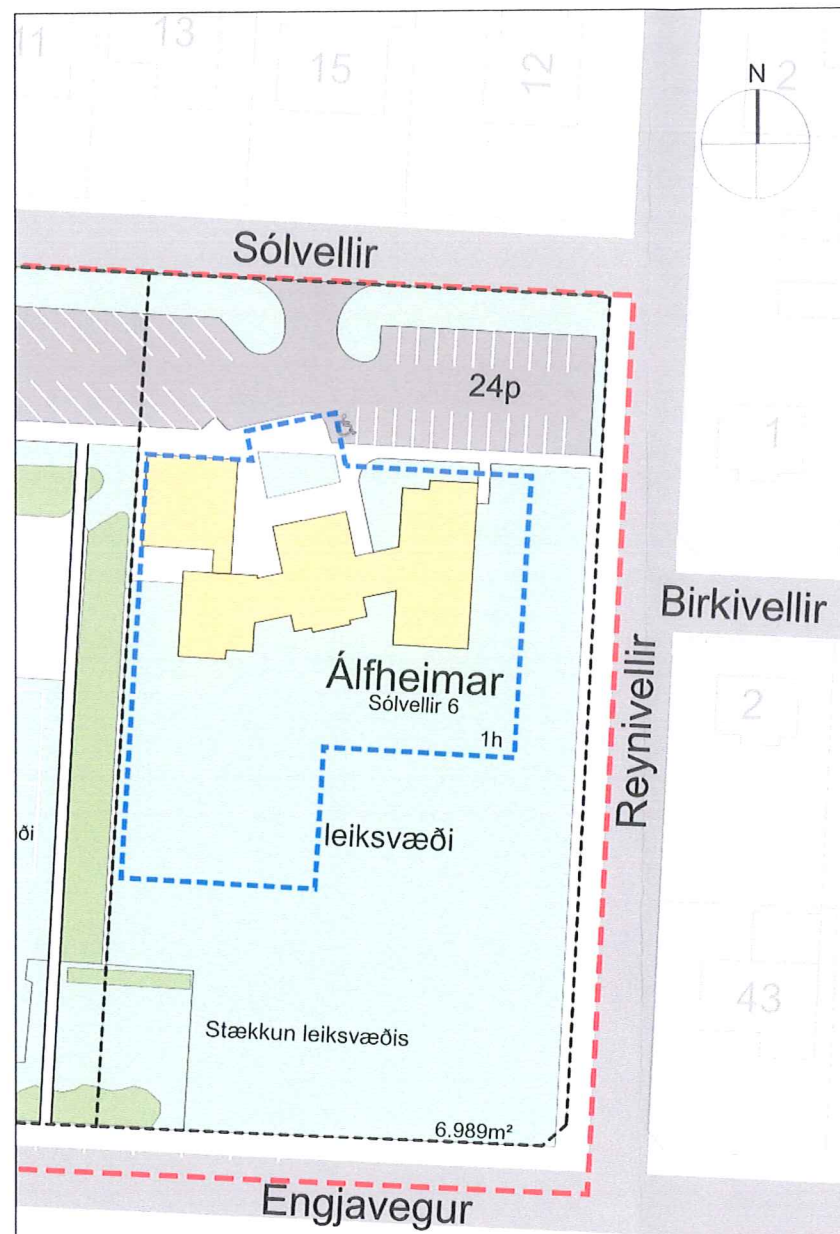 11
13
15
12
N
2
Sólvellir
24p
1
Birkivellir
Álfheimar
Sólvellir 6
1h
2
Reynivellir
leiksvæði
ði
43
Stækkun leiksvæðis
6.989m²
Engjavegur